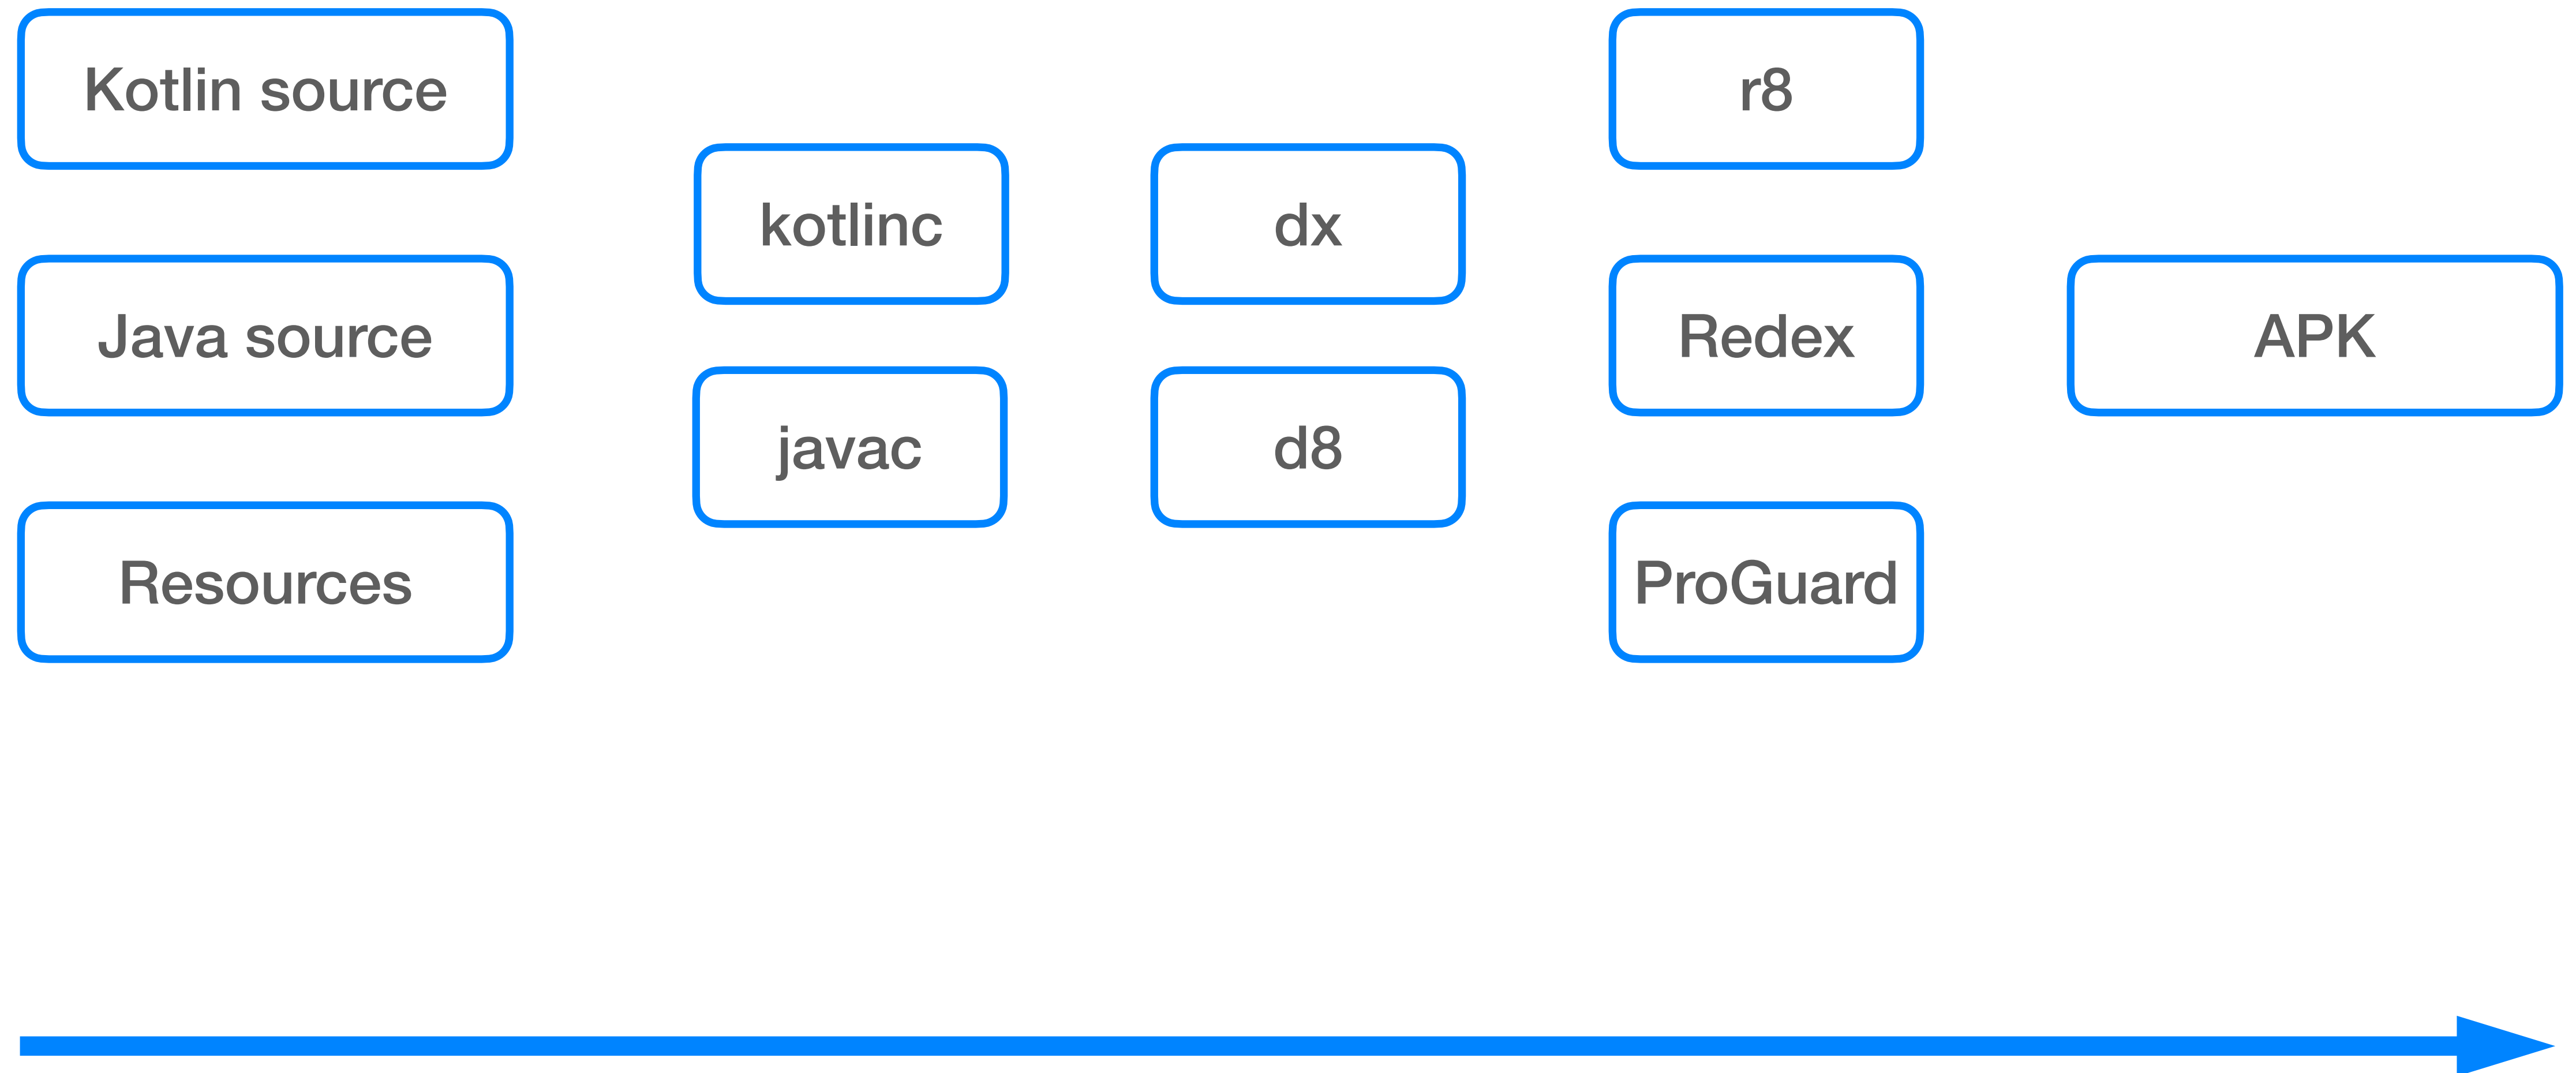 Kotlin source
Java source
Resources
kotlinc
javac
dx
d8
r8
Redex
ProGuard
APK